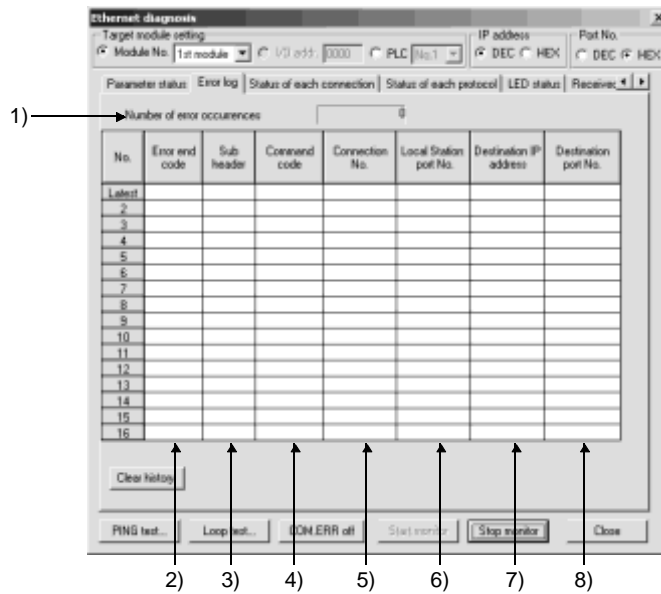 Ethernet diagnosis
Target module setting
Module No. 1st module I/O addr. 0000 PLC No.1
IP address
DEC HEX
Port No.
DEC HEX
Parameter status Error log Status of each connection Status of each protocol LED status Received
1)
Number of error occurrences 0
No. Error end code Sub header Command code Connection No. Local Station port No. Destination IP address Destination port No.
Latest
2
3
4
5
6
7
8
9
10
11
12
13
14
15
16
Clear history
PING test... Loop test... COM.ERR off Start monitor Stop monitor Close
2) 3) 4) 5) 6) 7) 8)